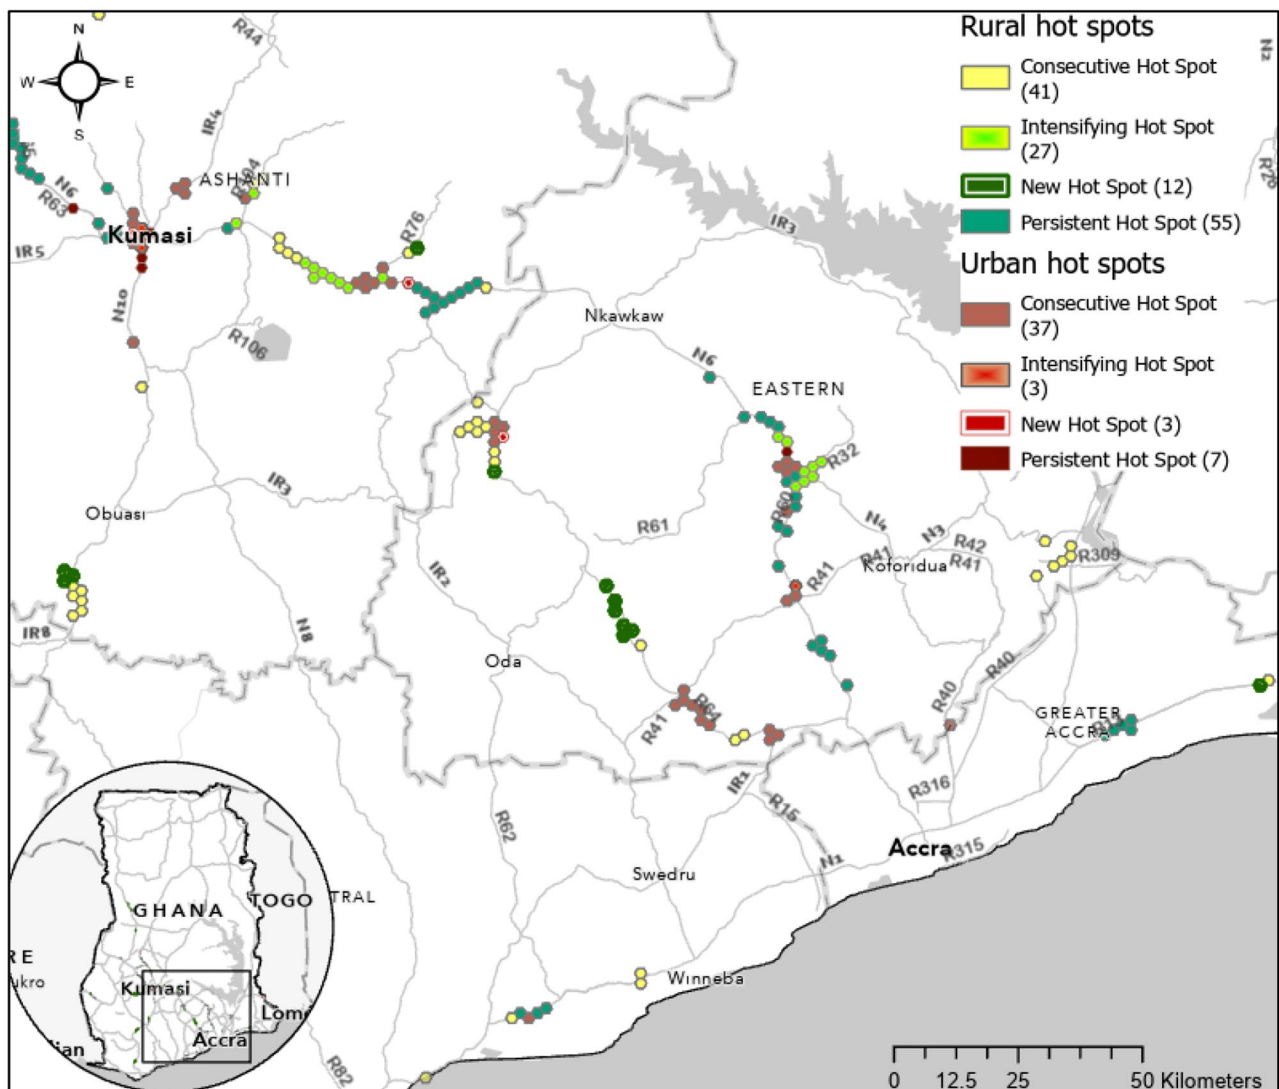 Rural hot spots
Consecutive Hot Spot
(41)
Intensifying Hot Spot
(27)
New Hot Spot (12)
Persistent Hot Spot (55)
Urban hot spots
Consecutive Hot Spot
(37)
Intensifying Hot Spot
(3)
New Hot Spot (3)
Persistent Hot Spot (7)
N
W
E
S
R44
N2
IR4
ASHANTI
N6
R63
Kumasi
IR5
R76
IR3
N10
R106
Nkawkaw
N6
EASTERN
R32
IR3
Obuasi
R61
R60
N4
N3
R42
R41
R41
R41
Koforidua
R309
IR2
IR8
N8
Oda
R40
R40
R64
R41
GREATER
ACCRA
IR1
R15
R316
R62
N1
Accra
R315
Swedru
TRAL
Winneba
R82
GHANA
TOGO
RE
ukro
Kumasi
Lomé
Accra
0
12.5
25
50 Kilometers